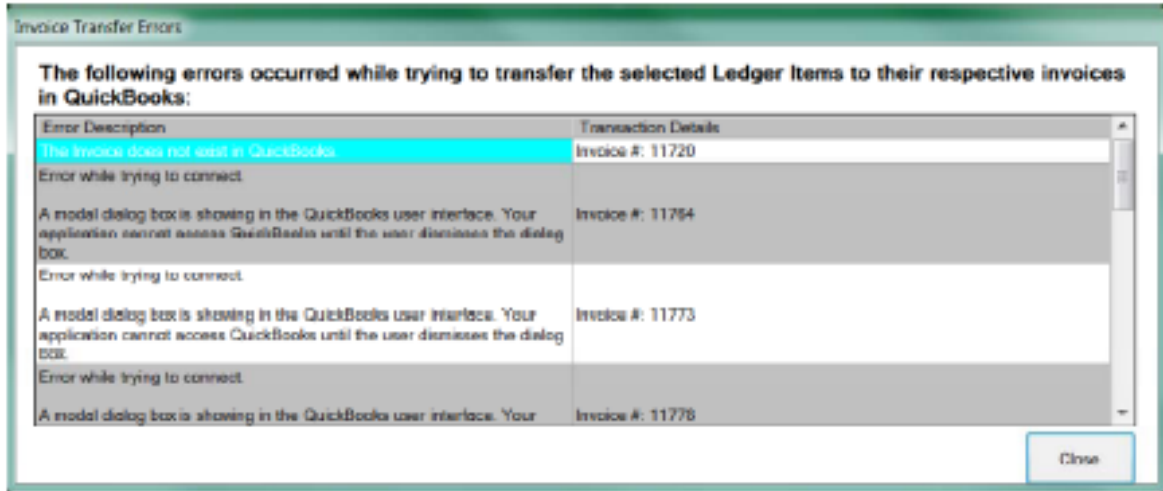 Invoice Transfer Errors
The following errors occurred while trying to transfer the selected Ledger Items to their respective invoices
in QuickBooks:
Error Description Transaction Details
The Invoice does not exist in QuickBooks. Invoice #: 11720
Error while trying to connect.
A modal dialog box is showing in the QuickBooks user interface. Your Invoice #: 11764
application cannot access QuickBooks until the user dismisses the dialog
box.
Error while trying to connect.
A modal dialog box is showing in the QuickBooks user interface. Your Invoice #: 11773
application cannot access QuickBooks until the user dismisses the dialog
box.
Error while trying to connect.
A modal dialog box is showing in the QuickBooks user interface. Your Invoice #: 11778
Close